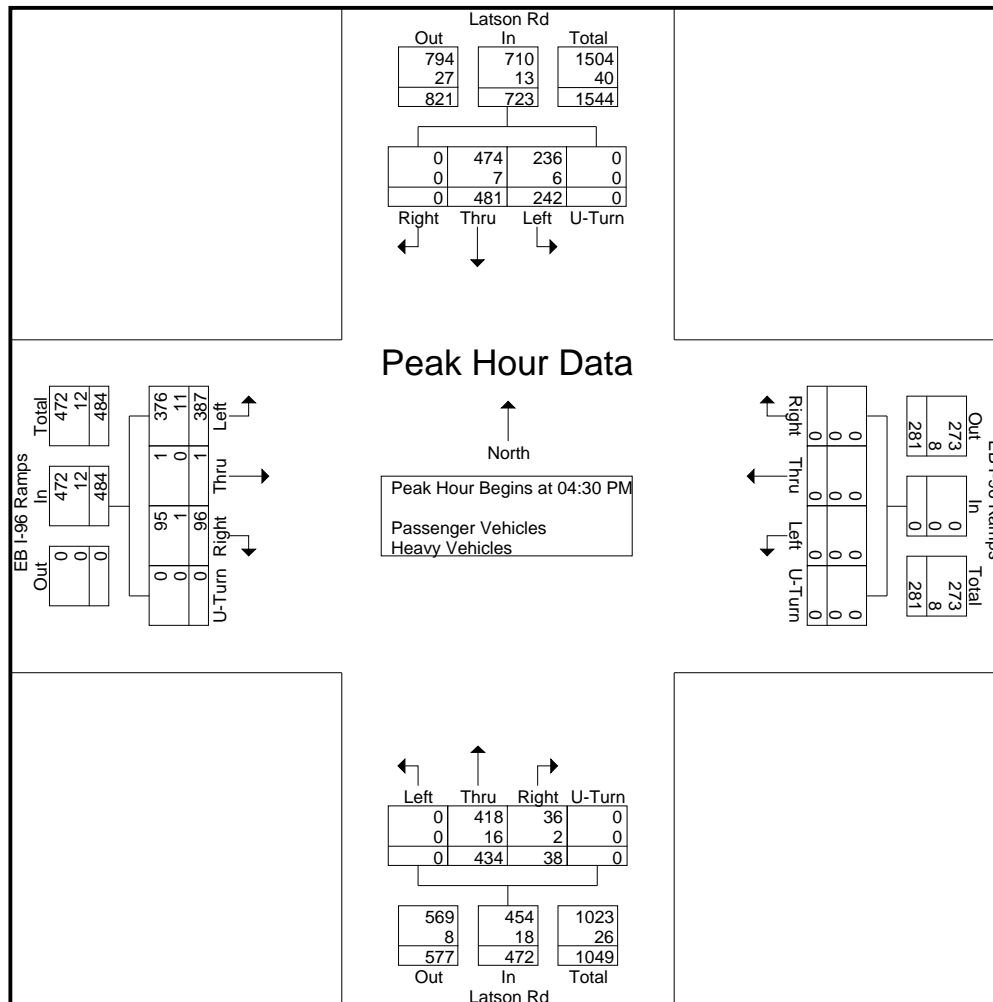 Latson Rd
Out In Total
794 710 1504
27 13 40
821 723 1544
0 474 236 0
0 7 6 0
0 481 242 0
Right Thru Left U-Turn
Peak Hour Data
North
Peak Hour Begins at 04:30 PM
Passenger Vehicles
Heavy Vehicles
EB I-96 Ramps
Out In Total
0 472 472
0 12 12
0 484 484
U-Turn Right Thru Left
0 95 1 376
0 1 0 11
0 96 1 387
Right Thru Left U-Turn
0 0 0 0
0 0 0 0
0 0 0 0
Out In Total
273 0 273
8 0 8
281 0 281
Ramps
Left Thru Right U-Turn
0 418 36 0
0 16 2 0
0 434 38 0
569 454 1023
8 18 26
577 472 1049
Out In Total
Latson Rd